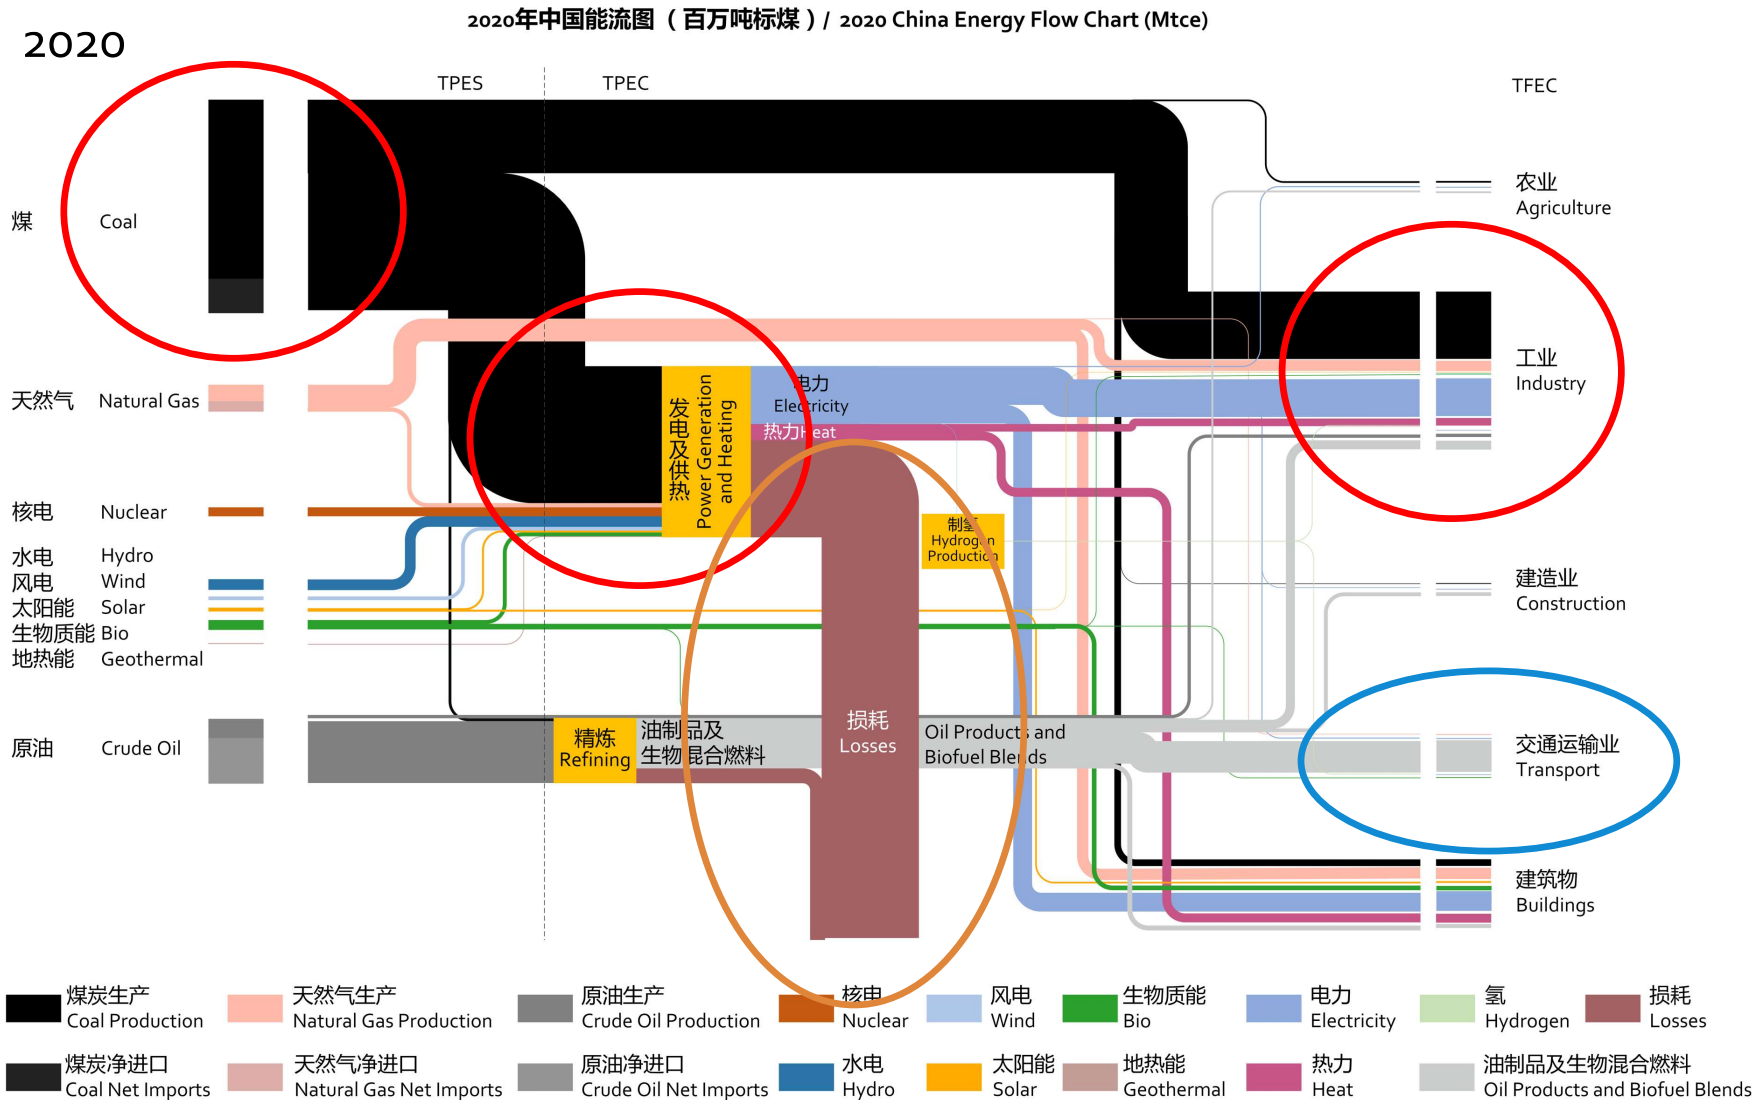 2020年中国能流图（百万吨标煤）/ 2020 China Energy Flow Chart (Mtce)
2020
TPES
TPEC
TFEC
煤
Coal
天然气
Natural Gas
核电
Nuclear
水电
Hydro
风电
Wind
太阳能
Solar
生物质能
Bio
地热能
Geothermal
原油
Crude Oil
发电及供热
Power Generation
and Heating
电力
Electricity
热力Heat
制氢
Hydrogen
Production
精炼
Refining
油制品及
生物混合燃料
损耗
Losses
Oil Products and
Biofuel Blends
农业
Agriculture
工业
Industry
建造业
Construction
交通运输业
Transport
建筑物
Buildings
煤炭生产
Coal Production
天然气生产
Natural Gas Production
原油生产
Crude Oil Production
核电
Nuclear
风电
Wind
生物质能
Bio
电力
Electricity
氢
Hydrogen
损耗
Losses
煤炭净进口
Coal Net Imports
天然气净进口
Natural Gas Net Imports
原油净进口
Crude Oil Net Imports
水电
Hydro
太阳能
Solar
地热能
Geothermal
热力
Heat
油制品及生物混合燃料
Oil Products and Biofuel Blends